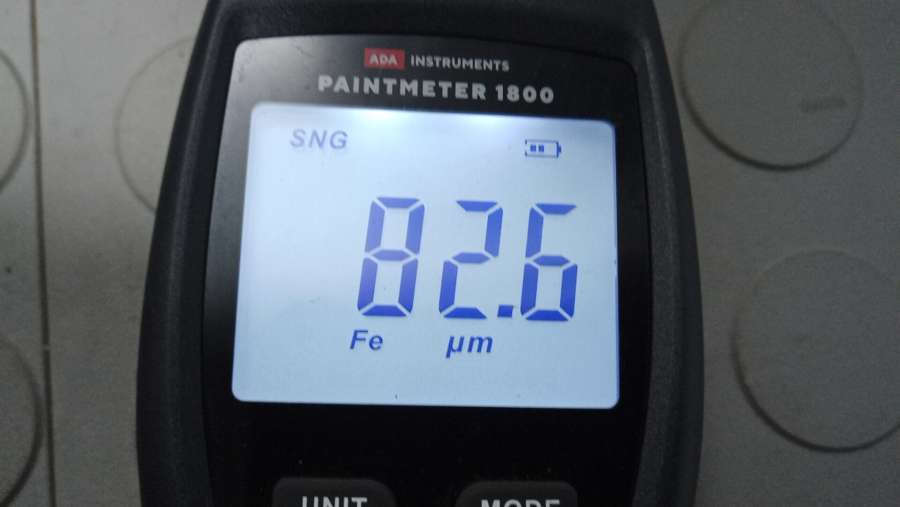 ADA INSTRUMENTS
PAINTMETER 1800
SNG
82.6
Fe µm
UNIT MODE